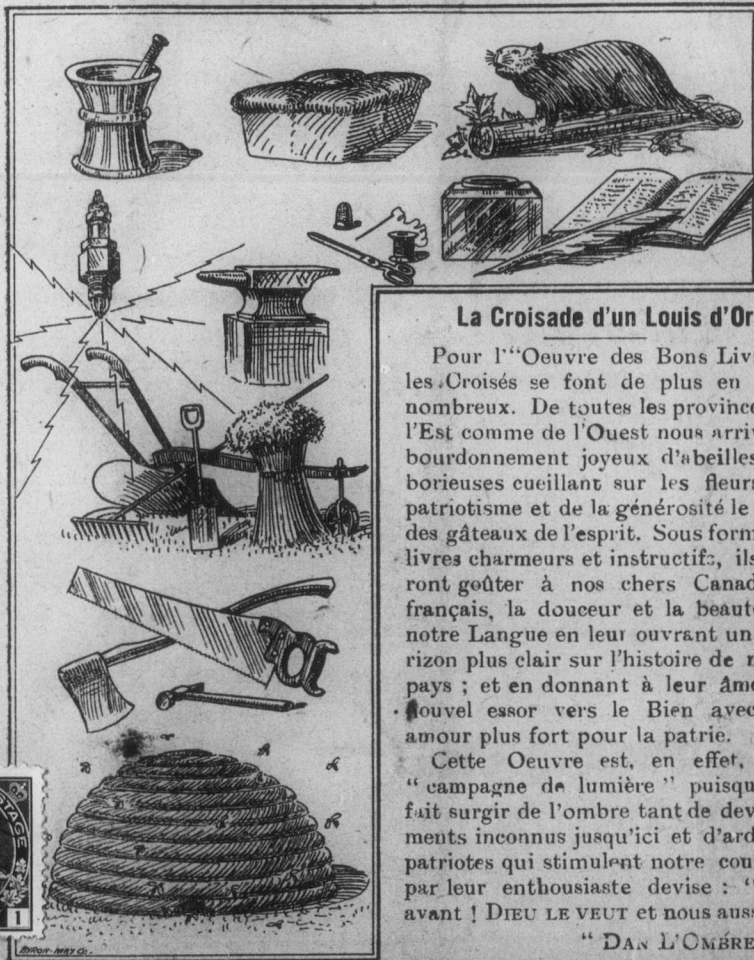 La Croisade d'un Louis d'Or
Pour l'"Oeuvre des Bons Liv
les Croisés se font de plus en
nombreux. De toutes les province
l'Est comme de l'Ouest nous arriv
bourdonnement joyeux d'abeilles
borieuses cueillant sur les fleurs
patriotisme et de la générosité le
des gâteaux de l'esprit. Sous form
livres charmeurs et instructifs, ils
ront goûter à nos chers Canad
français, la douceur et la beaut
notre Langue en leur ouvrant un
rizon plus clair sur l'histoire de n
pays ; et en donnant à leur âme
nouvel essor vers le Bien avec
amour plus fort pour la patrie.
Cette Oeuvre est, en effet,
" campagne de lumière " puisqu
fait surgir de l'ombre tant de dev
ments inconnus jusqu'ici et d'ard
patriotes qui stimulent notre cou
par leur enthousiaste devise : "
avant ! DIEU LE VEUT et nous auss
" DAN L'OMBRE
STAGE
1
BYRON-MAY CO.